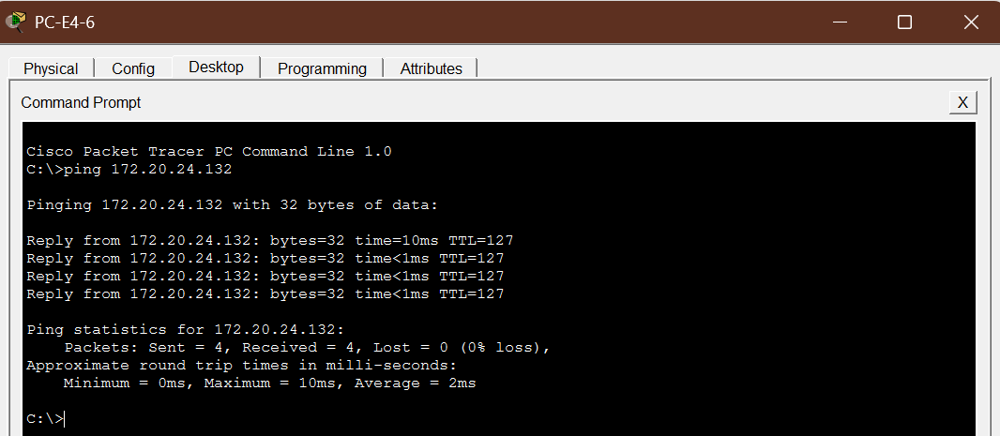 PC-E4-6
Physical Config Desktop Programming Attributes
Command Prompt
X
Cisco Packet Tracer PC Command Line 1.0
C:\>ping 172.20.24.132
Pinging 172.20.24.132 with 32 bytes of data:
Reply from 172.20.24.132: bytes=32 time=10ms TTL=127
Reply from 172.20.24.132: bytes=32 time<1ms TTL=127
Reply from 172.20.24.132: bytes=32 time<1ms TTL=127
Reply from 172.20.24.132: bytes=32 time<1ms TTL=127
Ping statistics for 172.20.24.132:
    Packets: Sent = 4, Received = 4, Lost = 0 (0% loss),
Approximate round trip times in milli-seconds:
    Minimum = 0ms, Maximum = 10ms, Average = 2ms
C:\>